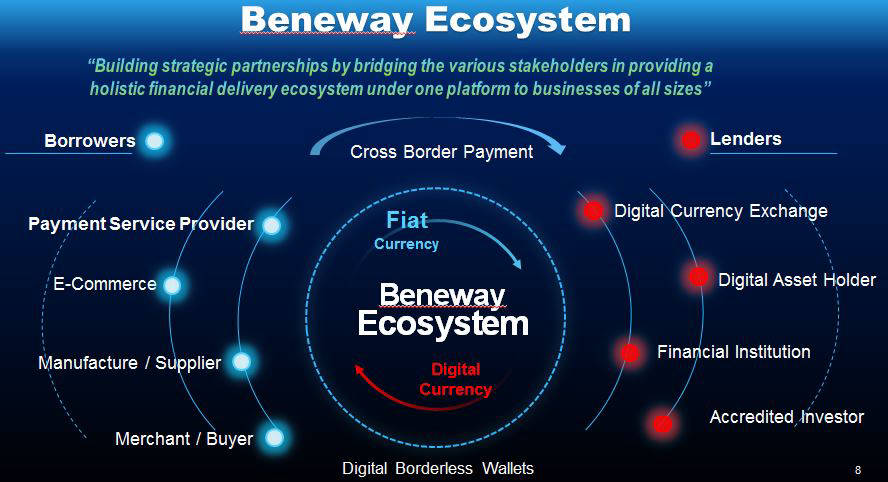 Beneway Ecosystem
“Building strategic partnerships by bridging the various stakeholders in providing a
holistic financial delivery ecosystem under one platform to businesses of all sizes”
Borrowers
Cross Border Payment
Lenders
Payment Service Provider
E-Commerce
Manufacture / Supplier
Merchant / Buyer
Fiat
Currency
Beneway
Ecosystem
Digital
Currency
Digital Currency Exchange
Digital Asset Holder
Financial Institution
Accredited Investor
Digital Borderless Wallets
8